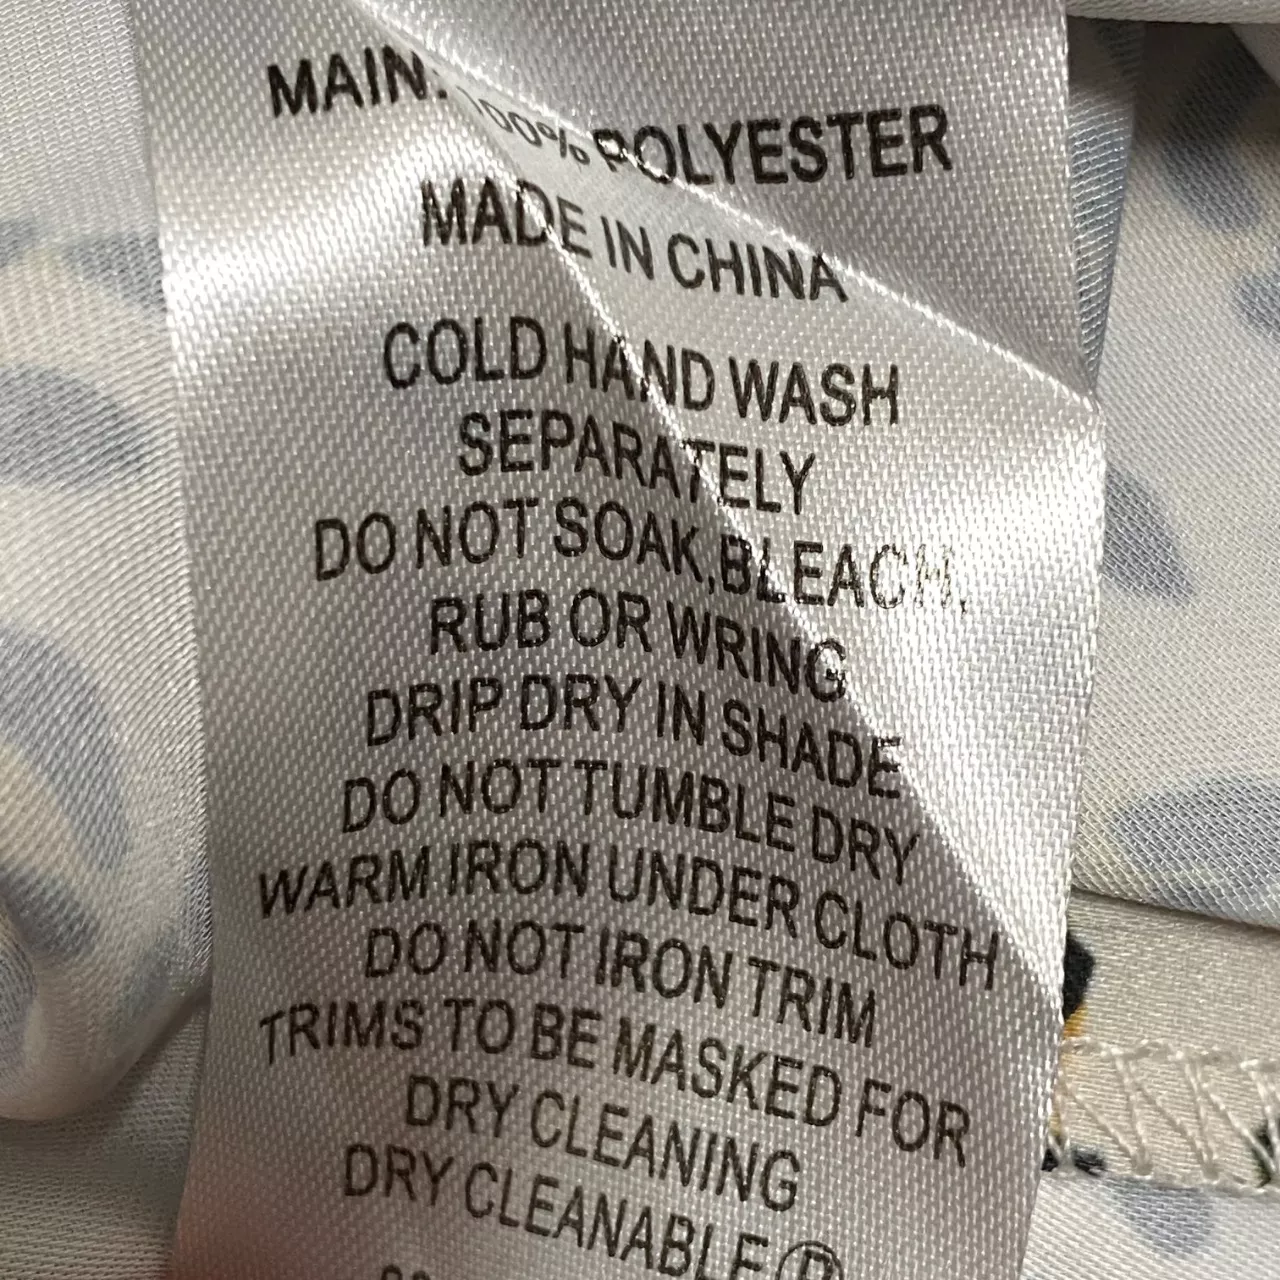 MAIN: 100% POLYESTER
MADE IN CHINA
COLD HAND WASH
SEPARATELY
DO NOT SOAK,BLEACH,
RUB OR WRING
DRIP DRY IN SHADE
DO NOT TUMBLE DRY
WARM IRON UNDER CLOTH
DO NOT IRON TRIM
TRIMS TO BE MASKED FOR
DRY CLEANING
DRY CLEANABLE Ⓟ